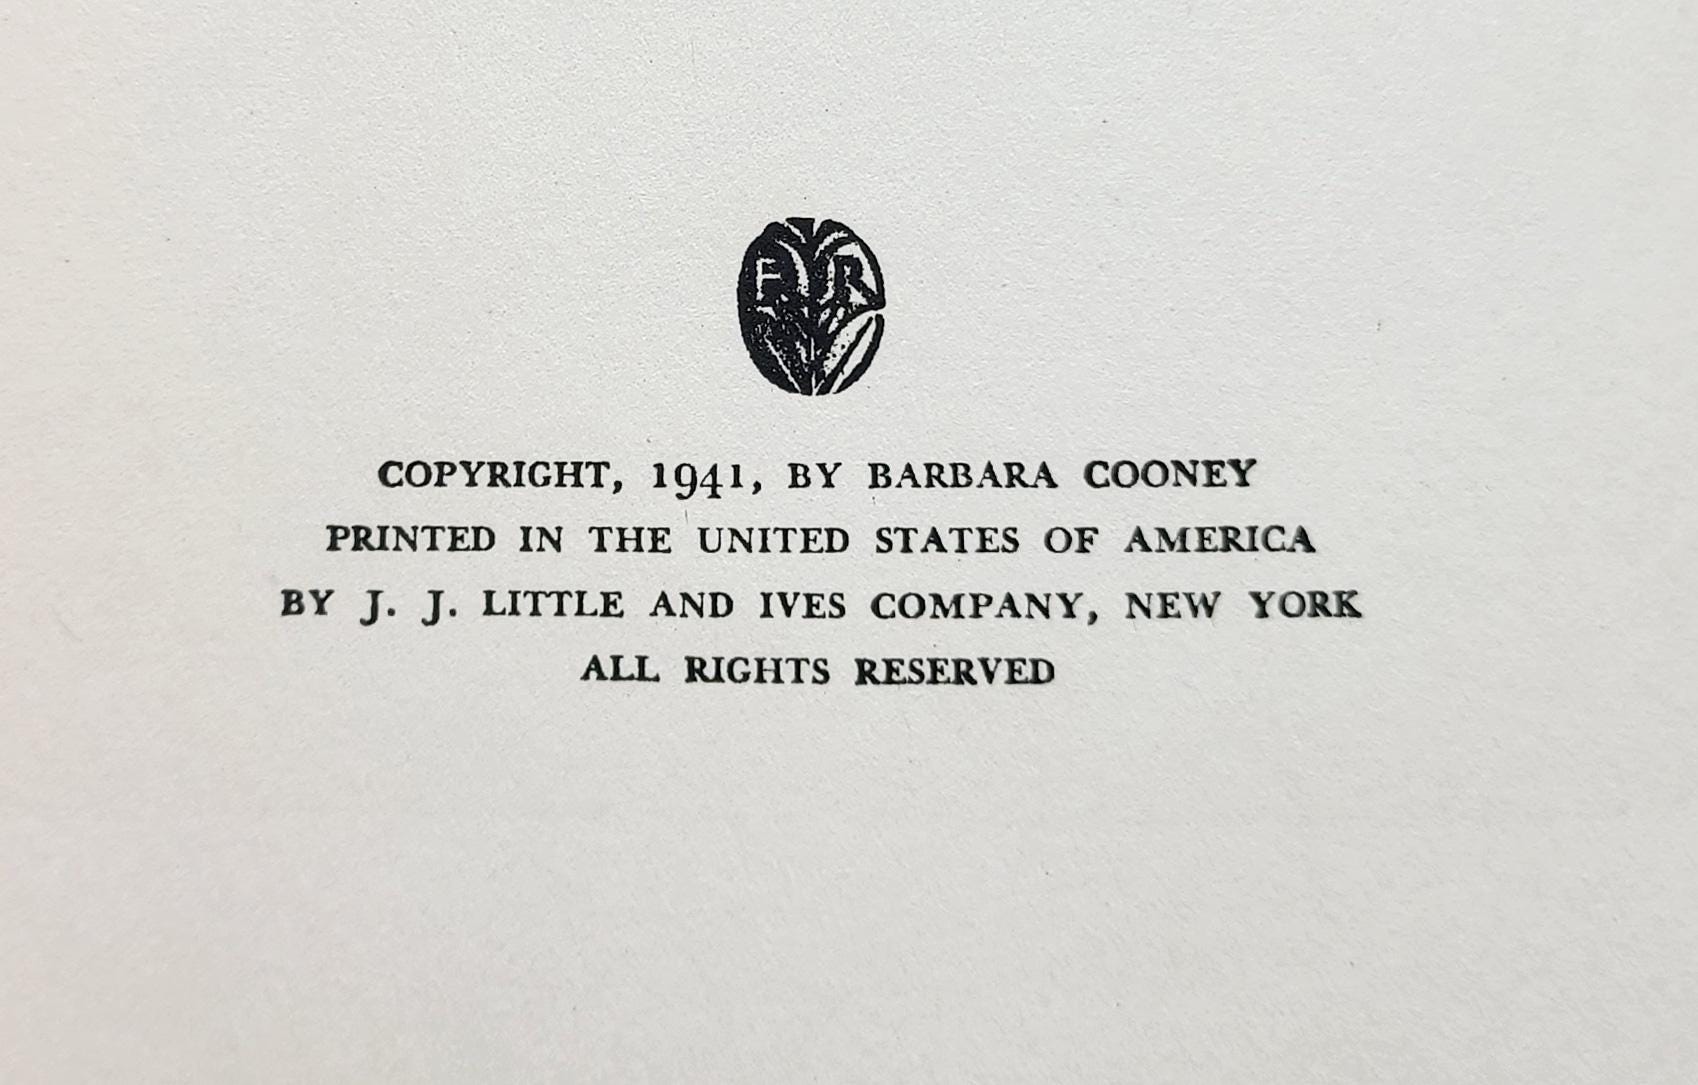 F R
COPYRIGHT, 1941, BY BARBARA COONEY
PRINTED IN THE UNITED STATES OF AMERICA
BY J. J. LITTLE AND IVES COMPANY, NEW YORK
ALL RIGHTS RESERVED